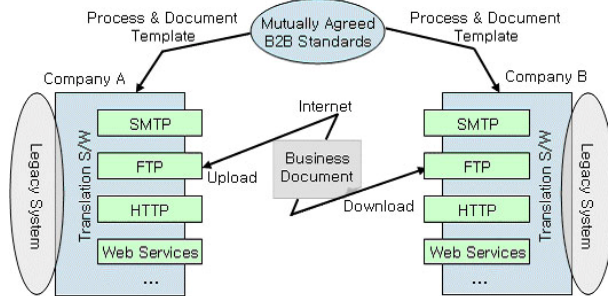 Process & Document
Template
Mutually Agreed
B2B Standards
Process & Document
Template
Company A
Company B
Legacy System
Translation S/W
SMTP
FTP
HTTP
Web Services
...
Internet
Upload
Business
Document
Download
SMTP
FTP
HTTP
Web Services
...
Translation S/W
Legacy System